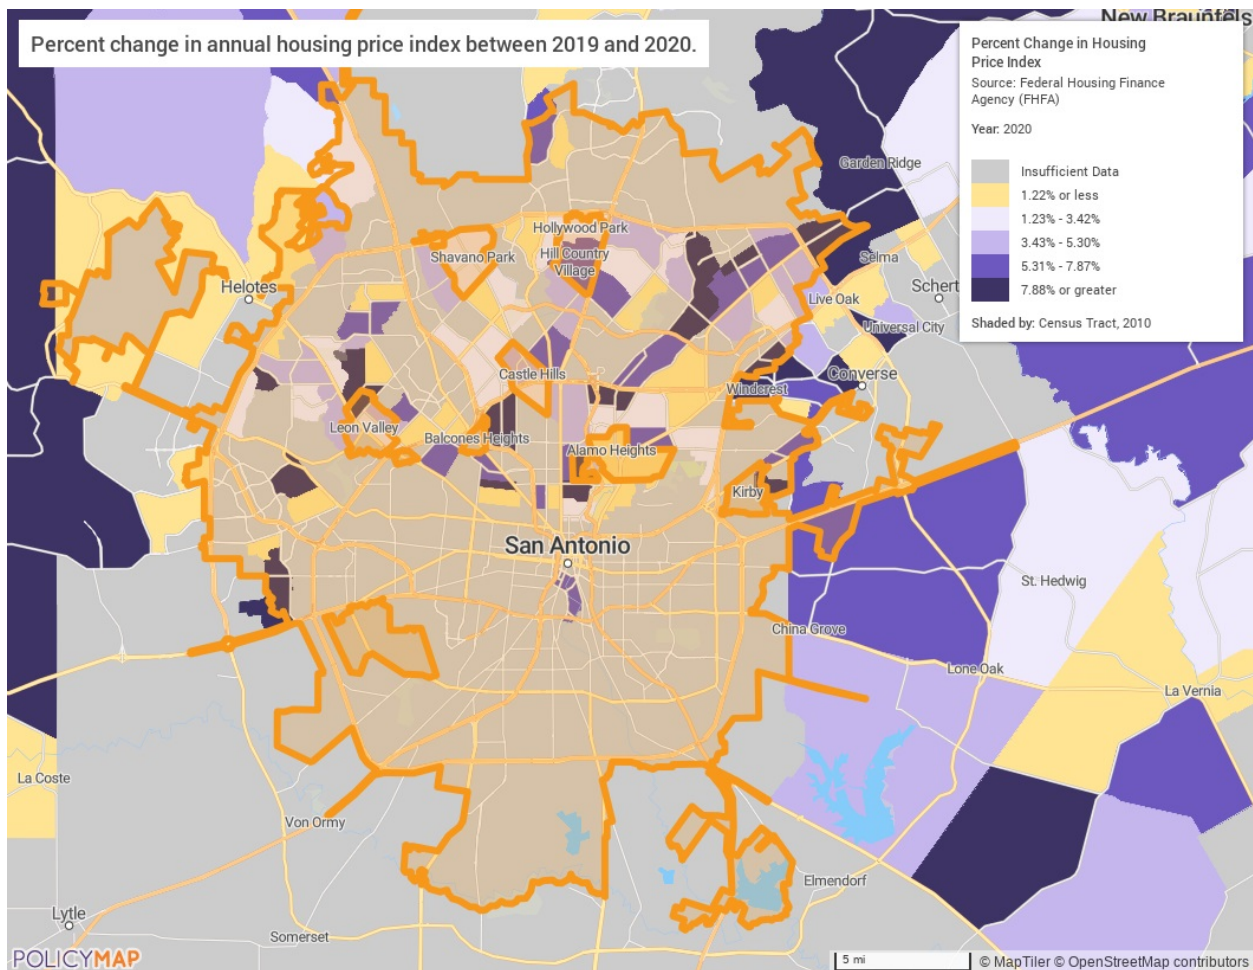 New Braunfels
Percent change in annual housing price index between 2019 and 2020.
Percent Change in Housing
Price Index
Source: Federal Housing Finance
Agency (FHFA)
Year: 2020
Insufficient Data
1.22% or less
1.23% - 3.42%
3.43% - 5.30%
5.31% - 7.87%
7.88% or greater
Shaded by: Census Tract, 2010
Garden Ridge
Hollywood Park
Shavano Park
Hill Country
Village
Selma
Helotes
Schert
Live Oak
Universal City
Castle Hills
Converse
Windcrest
Leon Valley
Balcones Heights
Alamo Heights
Kirby
San Antonio
St. Hedwig
China Grove
Lone Oak
La Vernia
La Coste
Von Ormy
Elmendorf
Lytle
Somerset
POLICYMAP
5 mi
© MapTiler © OpenStreetMap contributors